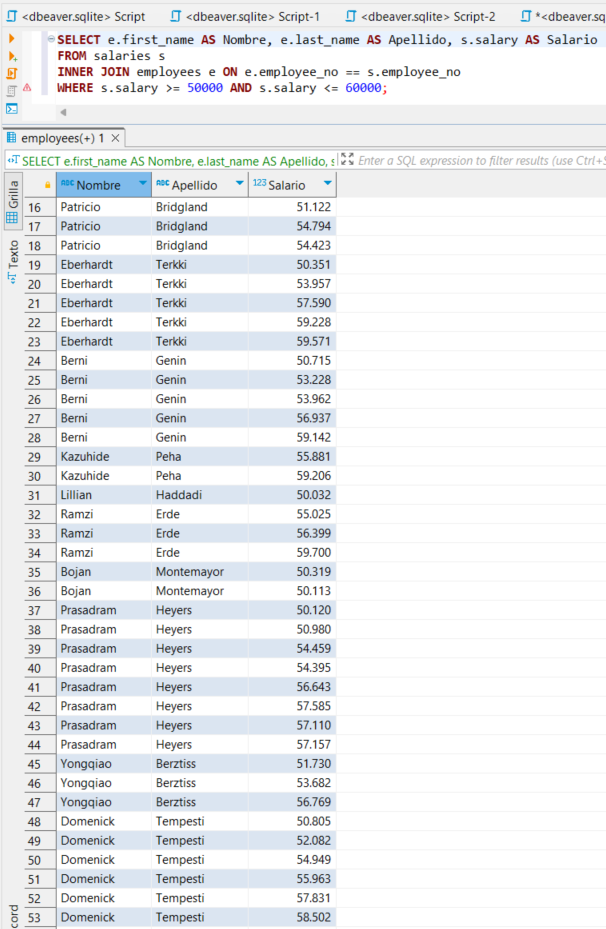 <dbeaver.sqlite> Script <dbeaver.sqlite> Script-1 <dbeaver.sqlite> Script-2 *<dbeaver.sq
SELECT e.first_name AS Nombre, e.last_name AS Apellido, s.salary AS Salario
FROM salaries s
INNER JOIN employees e ON e.employee_no == s.employee_no
WHERE s.salary >= 50000 AND s.salary <= 60000;
employees(+) 1
SELECT e.first_name AS Nombre, e.last_name AS Apellido, s Enter a SQL expression to filter results (use Ctrl+S
Grilla
Texto
cord
ABC Nombre ABC Apellido 123 Salario
16 Patricio Bridgland 51.122
17 Patricio Bridgland 54.794
18 Patricio Bridgland 54.423
19 Eberhardt Terkki 50.351
20 Eberhardt Terkki 53.957
21 Eberhardt Terkki 57.590
22 Eberhardt Terkki 59.228
23 Eberhardt Terkki 59.571
24 Berni Genin 50.715
25 Berni Genin 53.228
26 Berni Genin 53.962
27 Berni Genin 56.937
28 Berni Genin 59.142
29 Kazuhide Peha 55.881
30 Kazuhide Peha 59.206
31 Lillian Haddadi 50.032
32 Ramzi Erde 55.025
33 Ramzi Erde 56.399
34 Ramzi Erde 59.700
35 Bojan Montemayor 50.319
36 Bojan Montemayor 50.113
37 Prasadram Heyers 50.120
38 Prasadram Heyers 50.980
39 Prasadram Heyers 54.459
40 Prasadram Heyers 54.395
41 Prasadram Heyers 56.643
42 Prasadram Heyers 57.585
43 Prasadram Heyers 57.110
44 Prasadram Heyers 57.157
45 Yongqiao Berztiss 51.730
46 Yongqiao Berztiss 53.682
47 Yongqiao Berztiss 56.769
48 Domenick Tempesti 50.805
49 Domenick Tempesti 52.082
50 Domenick Tempesti 54.949
51 Domenick Tempesti 55.963
52 Domenick Tempesti 57.831
53 Domenick Tempesti 58.502